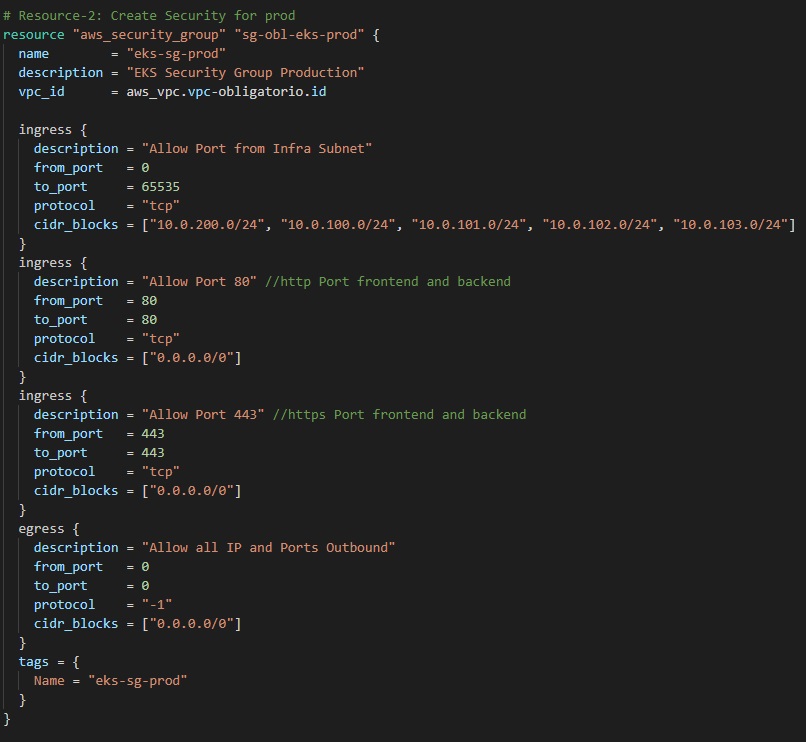 # Resource-2: Create Security for prod
resource "aws_security_group" "sg-obl-eks-prod" {
  name        = "eks-sg-prod"
  description = "EKS Security Group Production"
  vpc_id      = aws_vpc.vpc-obligatorio.id

  ingress {
    description = "Allow Port from Infra Subnet"
    from_port   = 0
    to_port     = 65535
    protocol    = "tcp"
    cidr_blocks = ["10.0.200.0/24", "10.0.100.0/24", "10.0.101.0/24", "10.0.102.0/24", "10.0.103.0/24"]
  }
  ingress {
    description = "Allow Port 80" //http Port frontend and backend
    from_port   = 80
    to_port     = 80
    protocol    = "tcp"
    cidr_blocks = ["0.0.0.0/0"]
  }
  ingress {
    description = "Allow Port 443" //https Port frontend and backend
    from_port   = 443
    to_port     = 443
    protocol    = "tcp"
    cidr_blocks = ["0.0.0.0/0"]
  }
  egress {
    description = "Allow all IP and Ports Outbound"
    from_port   = 0
    to_port     = 0
    protocol    = "-1"
    cidr_blocks = ["0.0.0.0/0"]
  }
  tags = {
    Name = "eks-sg-prod"
  }
}